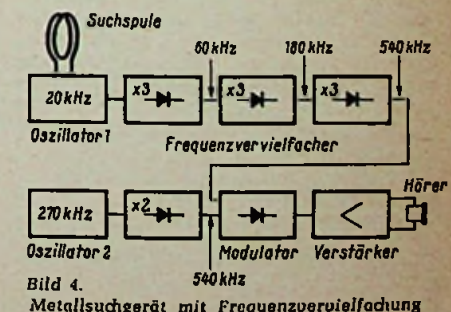 Suchspule
60 kHz
180 kHz
540 kHz
20 kHz
x3
x3
x3
Oszillator 1
Frequenzvervielfacher
Hörer
270 kHz
x2
Oszillator 2
Modulator
Verstärker
540 kHz
Bild 4.
Metallsuchgerät mit Frequenzvervielfachung